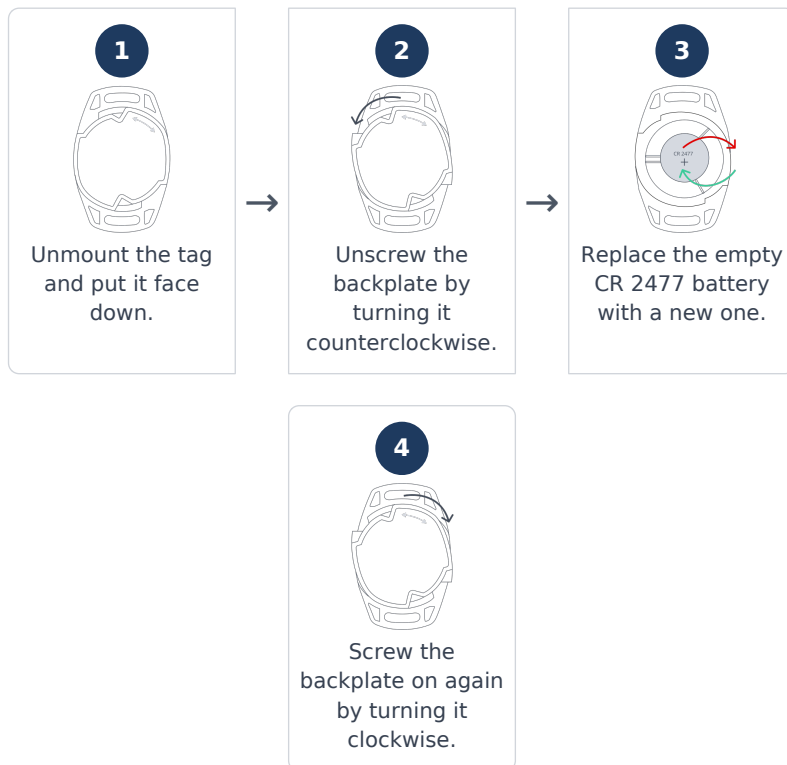 1
Unmount the tag
and put it face
down.
→
2
Unscrew the
backplate by
turning it
counterclockwise.
→
3
CR 2477
+
Replace the empty
CR 2477 battery
with a new one.
4
Screw the
backplate on again
by turning it
clockwise.